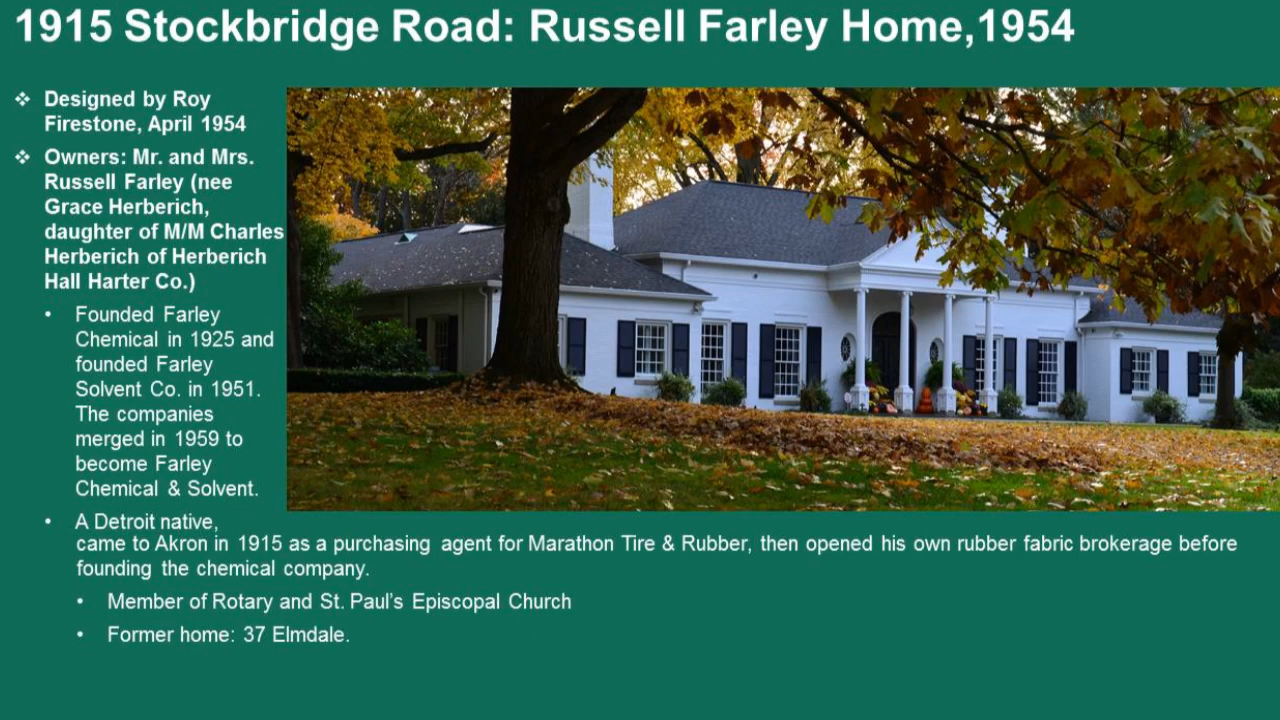 1915 Stockbridge Road: Russell Farley Home,1954
❖ Designed by Roy
Firestone, April 1954
❖ Owners: Mr. and Mrs.
Russell Farley (nee
Grace Herberich,
daughter of M/M Charles
Herberich of Herberich
Hall Harter Co.)
• Founded Farley
Chemical in 1925 and
founded Farley
Solvent Co. in 1951.
The companies
merged in 1959 to
become Farley
Chemical & Solvent.
• A Detroit native,
came to Akron in 1915 as a purchasing agent for Marathon Tire & Rubber, then opened his own rubber fabric brokerage before
founding the chemical company.
• Member of Rotary and St. Paul’s Episcopal Church
• Former home: 37 Elmdale.